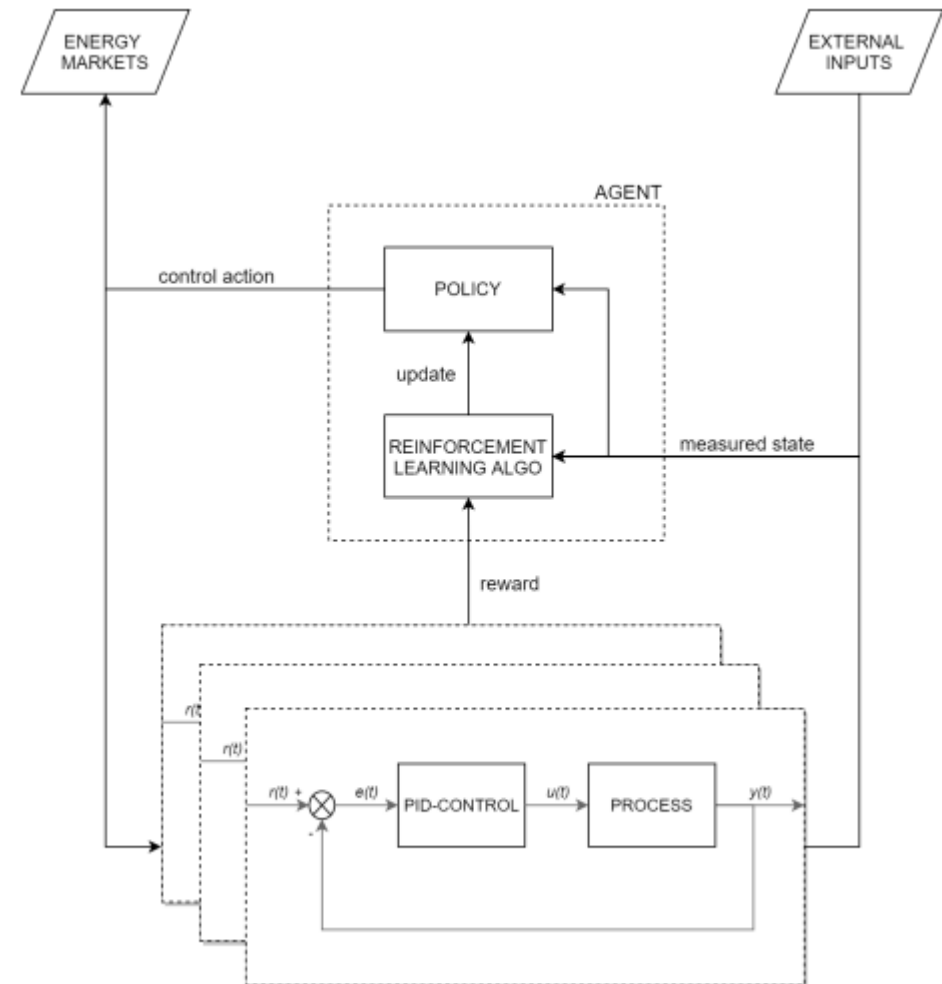 ENERGY
MARKETS
EXTERNAL
INPUTS
AGENT
control action
POLICY
update
REINFORCEMENT
LEARNING ALGO
measured state
reward
r(t
r(t)
r(t) +
-
e(t)
PID-CONTROL
u(t)
PROCESS
y(t)